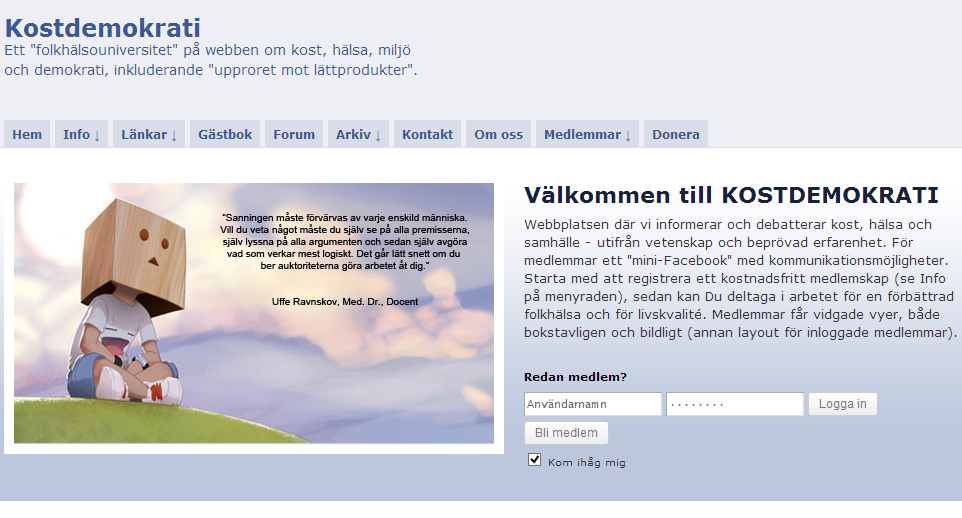 Kostdemokrati
Ett "folkhälsouniversitet" på webben om kost, hälsa, miljö
och demokrati, inkluderande "upproret mot lättprodukter".
Hem Info ↓ Länkar ↓ Gästbok Forum Arkiv ↓ Kontakt Om oss Medlemmar ↓ Donera
"Sanningen måste förvärvas av varje enskild människa.
Vill du veta något måste du själv se på alla premisserna,
själv lyssna på alla argumenten och sedan själv avgöra
vad som verkar mest logiskt. Det går lätt snett om du
ber auktoriteterna göra arbetet åt dig."
Uffe Ravnskov, Med. Dr., Docent
Välkommen till KOSTDEMOKRATI
Webbplatsen där vi informerar och debatterar kost, hälsa och
samhälle - utifrån vetenskap och beprövad erfarenhet. För
medlemmar ett "mini-Facebook" med kommunikationsmöjligheter.
Starta med att registrera ett kostnadsfritt medlemskap (se Info
på menyraden), sedan kan Du deltaga i arbetet för en förbättrad
folkhälsa och för livskvalité. Medlemmar får vidgade vyer, både
bokstavligen och bildligt (annan layout för inloggade medlemmar).
Redan medlem?
Användarnamn ········ Logga in
Bli medlem
Kom ihåg mig